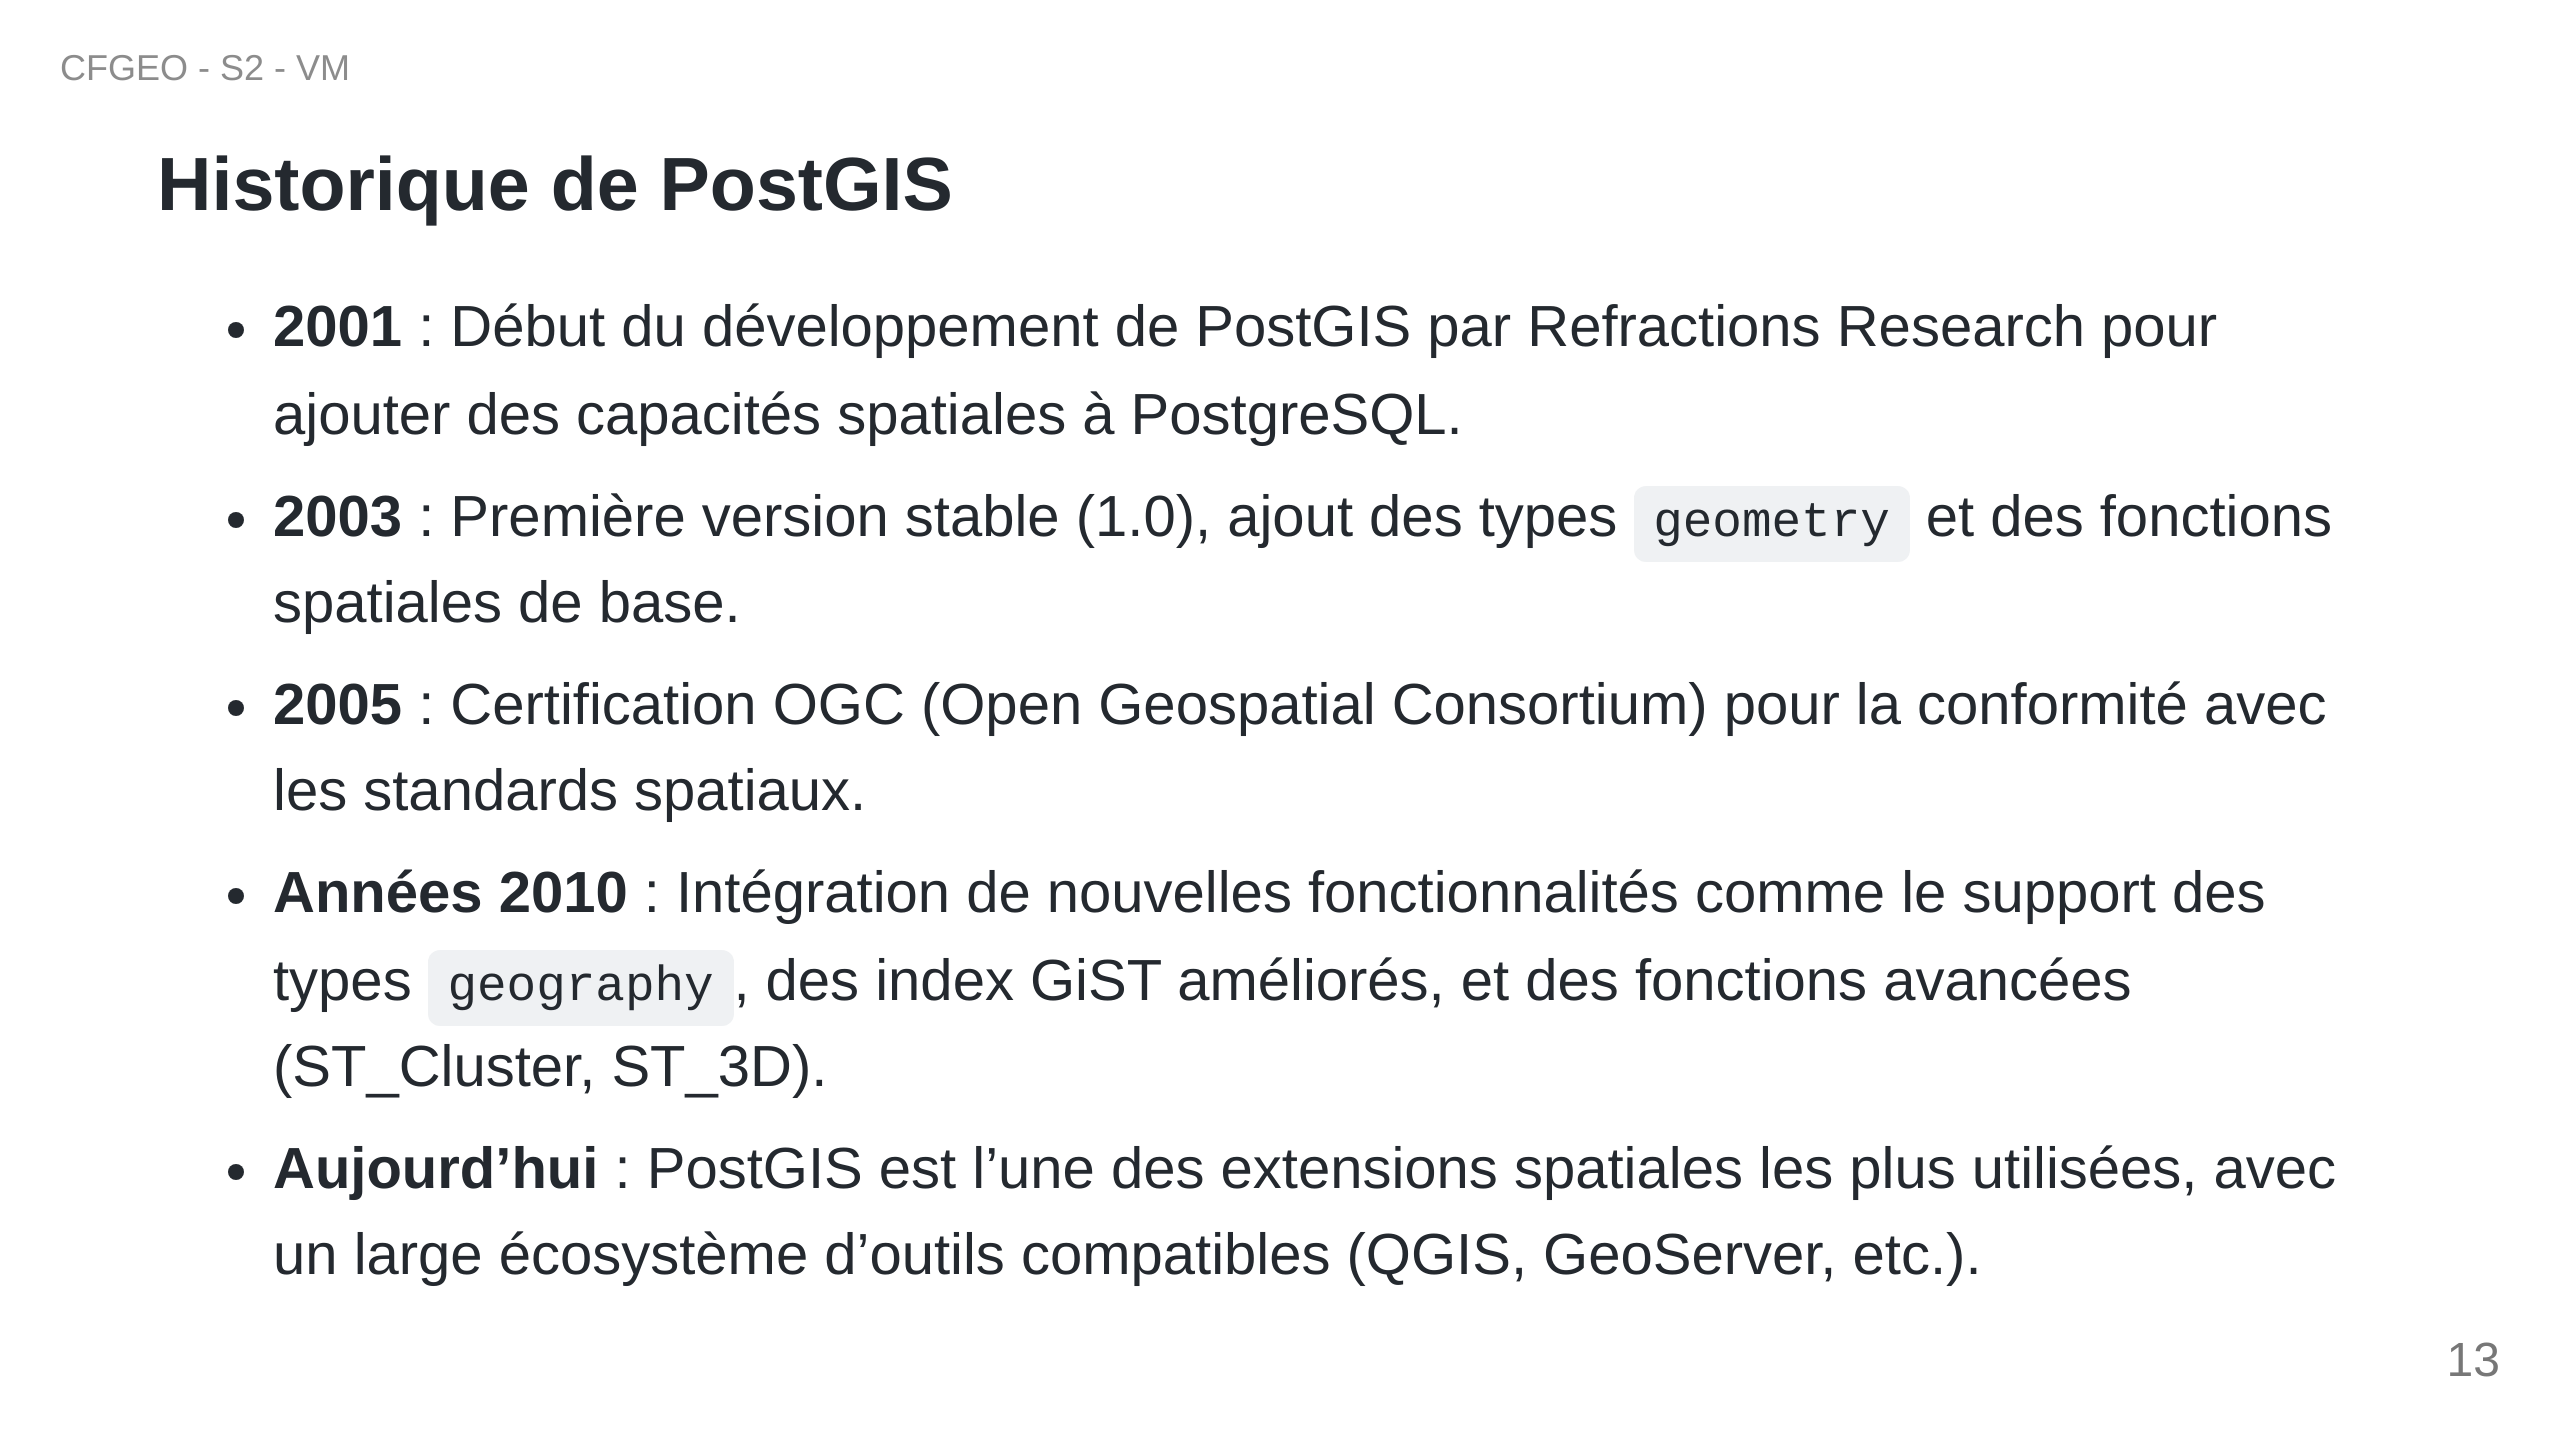 CFGEO - S2 - VM
Historique de PostGIS
• 2001 : Début du développement de PostGIS par Refractions Research pour
ajouter des capacités spatiales à PostgreSQL.
• 2003 : Première version stable (1.0), ajout des types geometry et des fonctions
spatiales de base.
• 2005 : Certification OGC (Open Geospatial Consortium) pour la conformité avec
les standards spatiaux.
• Années 2010 : Intégration de nouvelles fonctionnalités comme le support des
types geography, des index GiST améliorés, et des fonctions avancées
(ST_Cluster, ST_3D).
• Aujourd’hui : PostGIS est l’une des extensions spatiales les plus utilisées, avec
un large écosystème d’outils compatibles (QGIS, GeoServer, etc.).
13